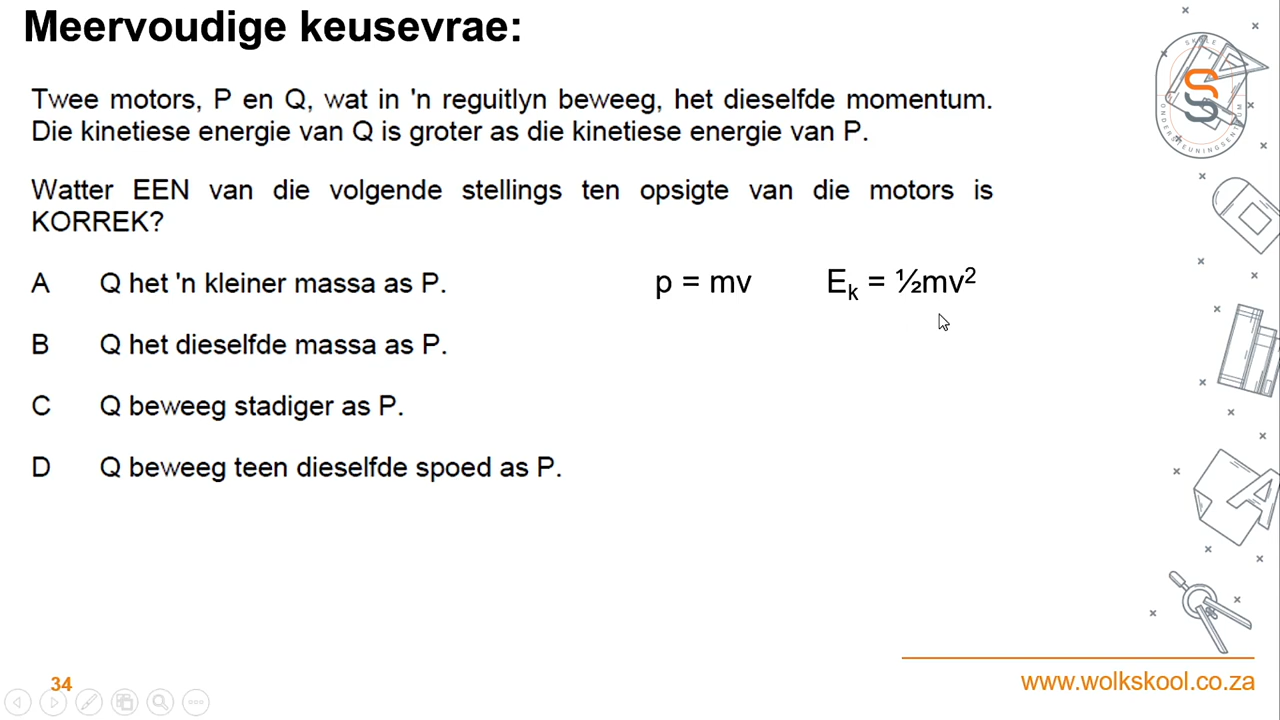 Meervoudige keusevrae:
Twee motors, P en Q, wat in 'n reguitlyn beweeg, het dieselfde momentum.
Die kinetiese energie van Q is groter as die kinetiese energie van P.
Watter EEN van die volgende stellings ten opsigte van die motors is
KORREK?
A Q het 'n kleiner massa as P. p = mv Eₖ = ½mv²
B Q het dieselfde massa as P.
C Q beweeg stadiger as P.
D Q beweeg teen dieselfde spoed as P.
SKOLE
ONDERSTEUNINGSENTRUM
34
www.wolkskool.co.za